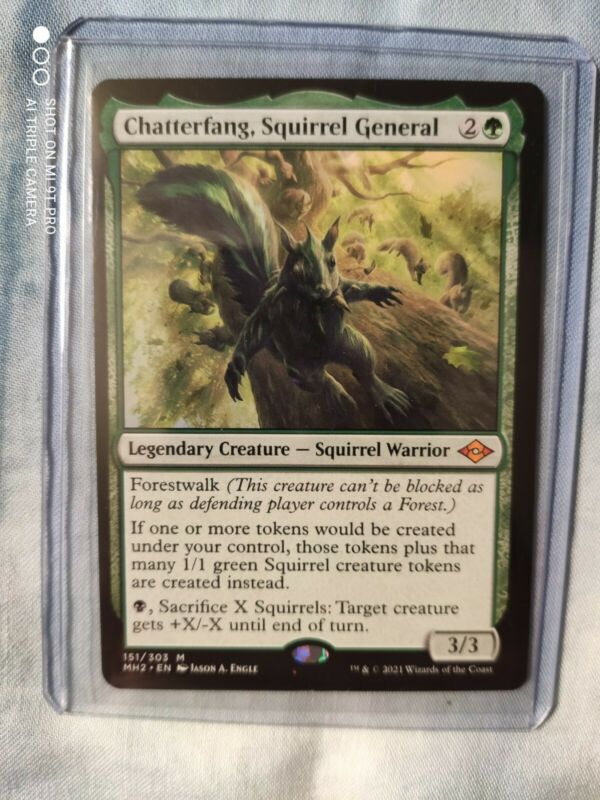 SHOT ON MI 9T PRO
AI TRIPLE CAMERA
Chatterfang, Squirrel General 2
Legendary Creature — Squirrel Warrior
Forestwalk (This creature can't be blocked as
long as defending player controls a Forest.)
If one or more tokens would be created
under your control, those tokens plus that
many 1/1 green Squirrel creature tokens
are created instead.
, Sacrifice X Squirrels: Target creature
gets +X/-X until end of turn.
3/3
151/303 M
MH2 • EN Jason A. Engle
™ & © 2021 Wizards of the Coast